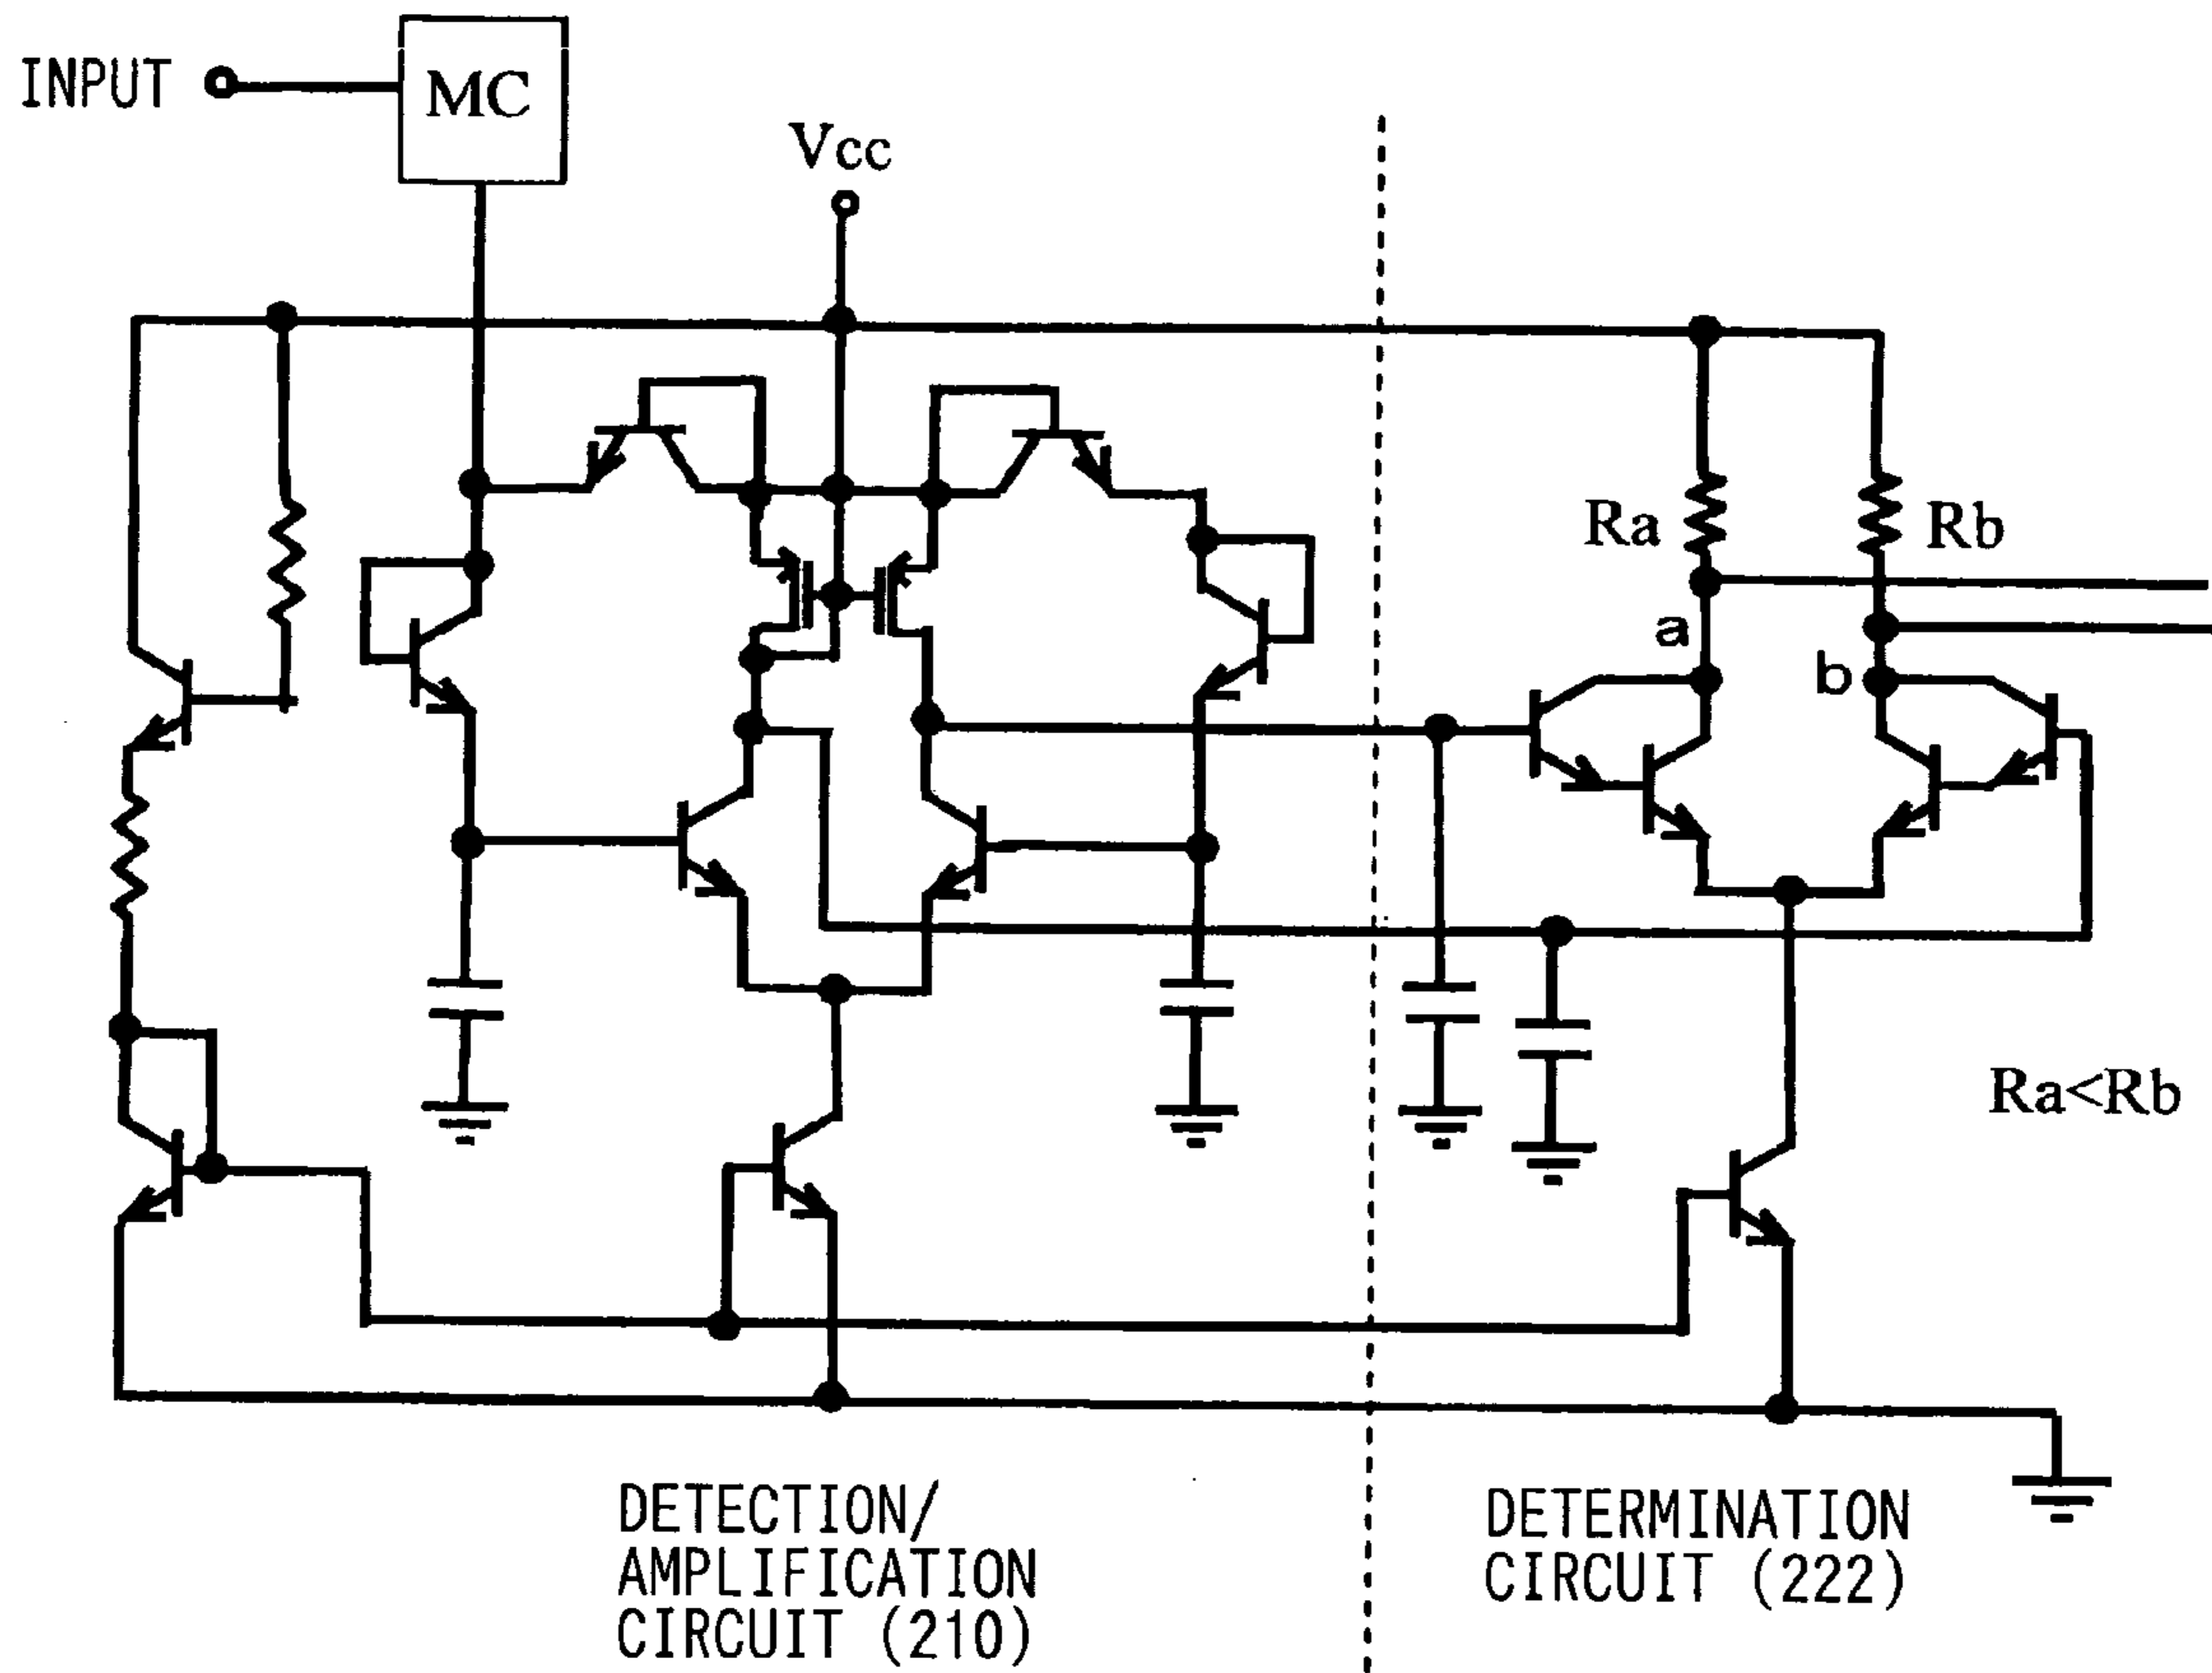 INPUT
MC
Vcc
Ra
Rb
a
b
Ra<Rb
DETECTION/
AMPLIFICATION
CIRCUIT (210)
DETERMINATION
CIRCUIT (222)